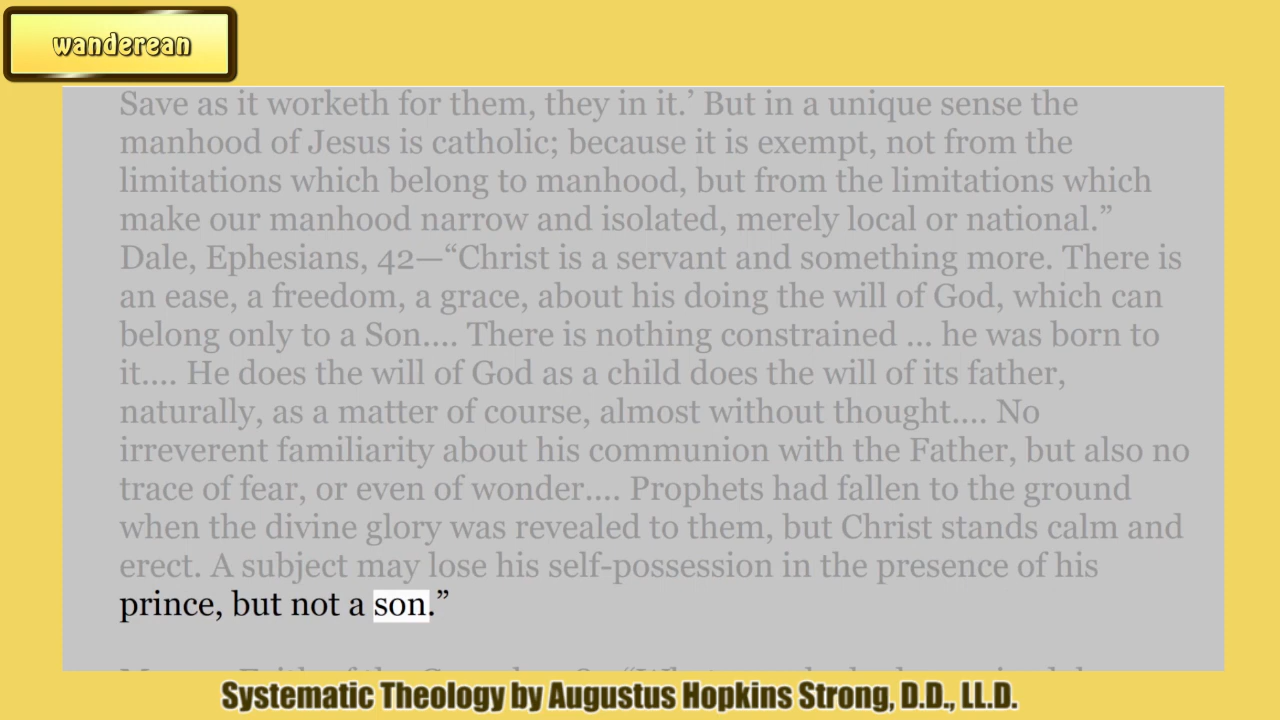 wanderean
Save as it worketh for them, they in it.’ But in a unique sense the
manhood of Jesus is catholic; because it is exempt, not from the
limitations which belong to manhood, but from the limitations which
make our manhood narrow and isolated, merely local or national.”
Dale, Ephesians, 42—“Christ is a servant and something more. There is
an ease, a freedom, a grace, about his doing the will of God, which can
belong only to a Son.... There is nothing constrained ... he was born to
it.... He does the will of God as a child does the will of its father,
naturally, as a matter of course, almost without thought.... No
irreverent familiarity about his communion with the Father, but also no
trace of fear, or even of wonder.... Prophets had fallen to the ground
when the divine glory was revealed to them, but Christ stands calm and
erect. A subject may lose his self-possession in the presence of his
prince, but not a son.”
Systematic Theology by Augustus Hopkins Strong, D.D., LL.D.